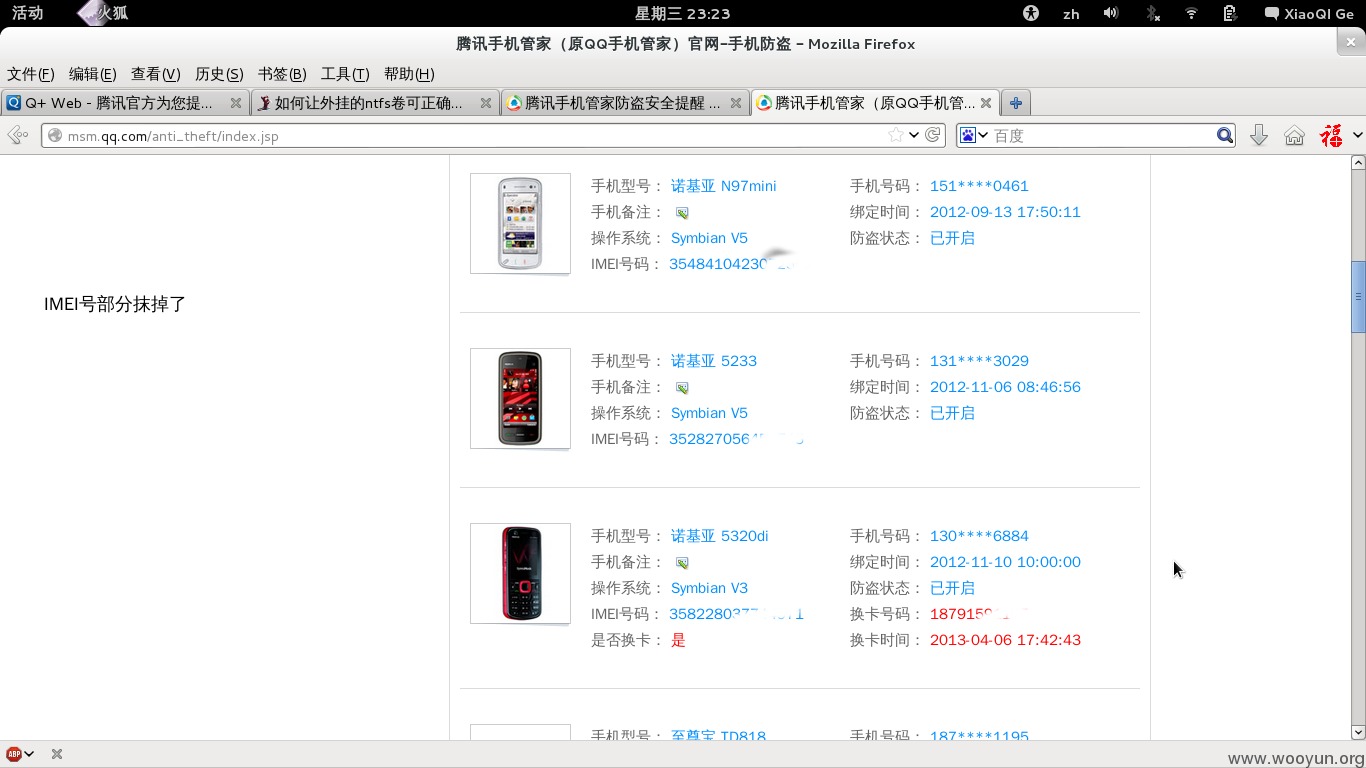 活动 火狐 星期三 23:23 zh XiaoQI Ge
腾讯手机管家（原QQ手机管家）官网-手机防盗 - Mozilla Firefox
文件(F) 编辑(E) 查看(V) 历史(S) 书签(B) 工具(T) 帮助(H)
Q+ Web - 腾讯官方为您提... 如何让外挂的ntfs卷可正确... 腾讯手机管家防盗安全提醒 ... 腾讯手机管家（原QQ手机管...
msm.qq.com/anti_theft/index.jsp 百度 福
手机型号： 诺基亚 N97mini 手机号码： 151****0461
手机备注： 绑定时间： 2012-09-13 17:50:11
操作系统： Symbian V5 防盗状态： 已开启
IMEI号码： 35484104230
IMEI号部分抹掉了
手机型号： 诺基亚 5233 手机号码： 131****3029
手机备注： 绑定时间： 2012-11-06 08:46:56
操作系统： Symbian V5 防盗状态： 已开启
IMEI号码： 352827056
手机型号： 诺基亚 5320di 手机号码： 130****6884
手机备注： 绑定时间： 2012-11-10 10:00:00
操作系统： Symbian V3 防盗状态： 已开启
IMEI号码： 358228037 换卡号码： 1879159
是否换卡： 是 换卡时间： 2013-04-06 17:42:43
手机型号： 至尊宝 TD818 手机号码： 187****1195
ABP
www.wooyun.org